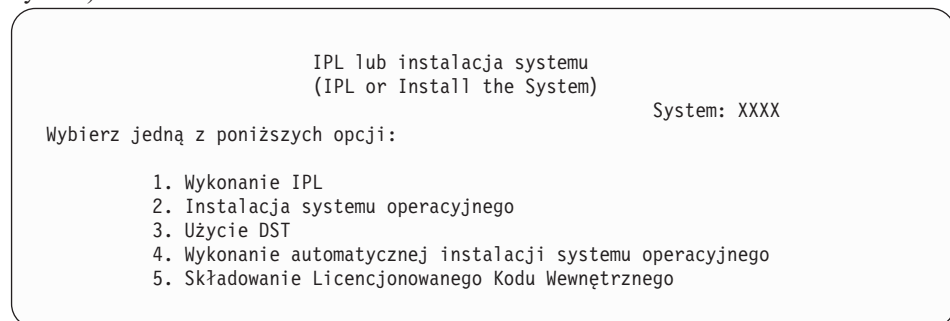 IPL lub instalacja systemu
(IPL or Install the System)
System: XXXX
Wybierz jedną z poniższych opcji:
1. Wykonanie IPL
2. Instalacja systemu operacyjnego
3. Użycie DST
4. Wykonanie automatycznej instalacji systemu operacyjnego
5. Składowanie Licencjonowanego Kodu Wewnętrznego